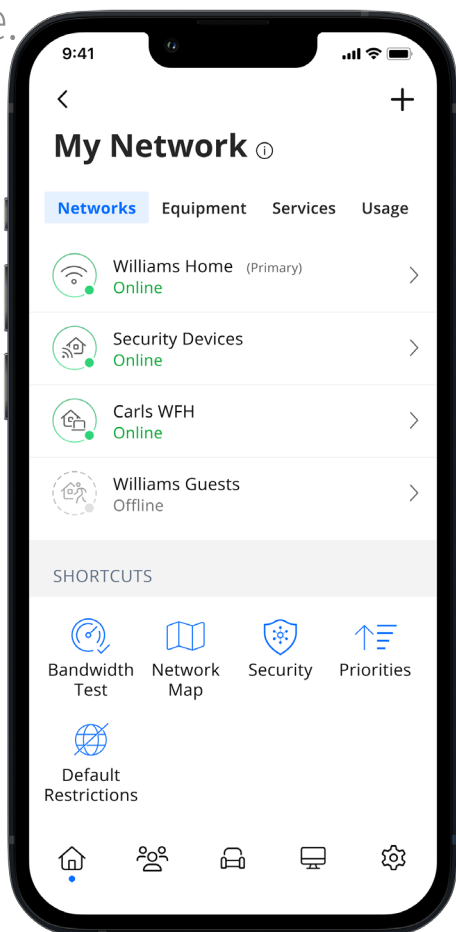 e.
9:41
My Network
Networks Equipment Services Usage
Williams Home (Primary)
Online
Security Devices
Online
Carls WFH
Online
Williams Guests
Offline
SHORTCUTS
Bandwidth
Test
Network
Map
Security
Priorities
Default
Restrictions